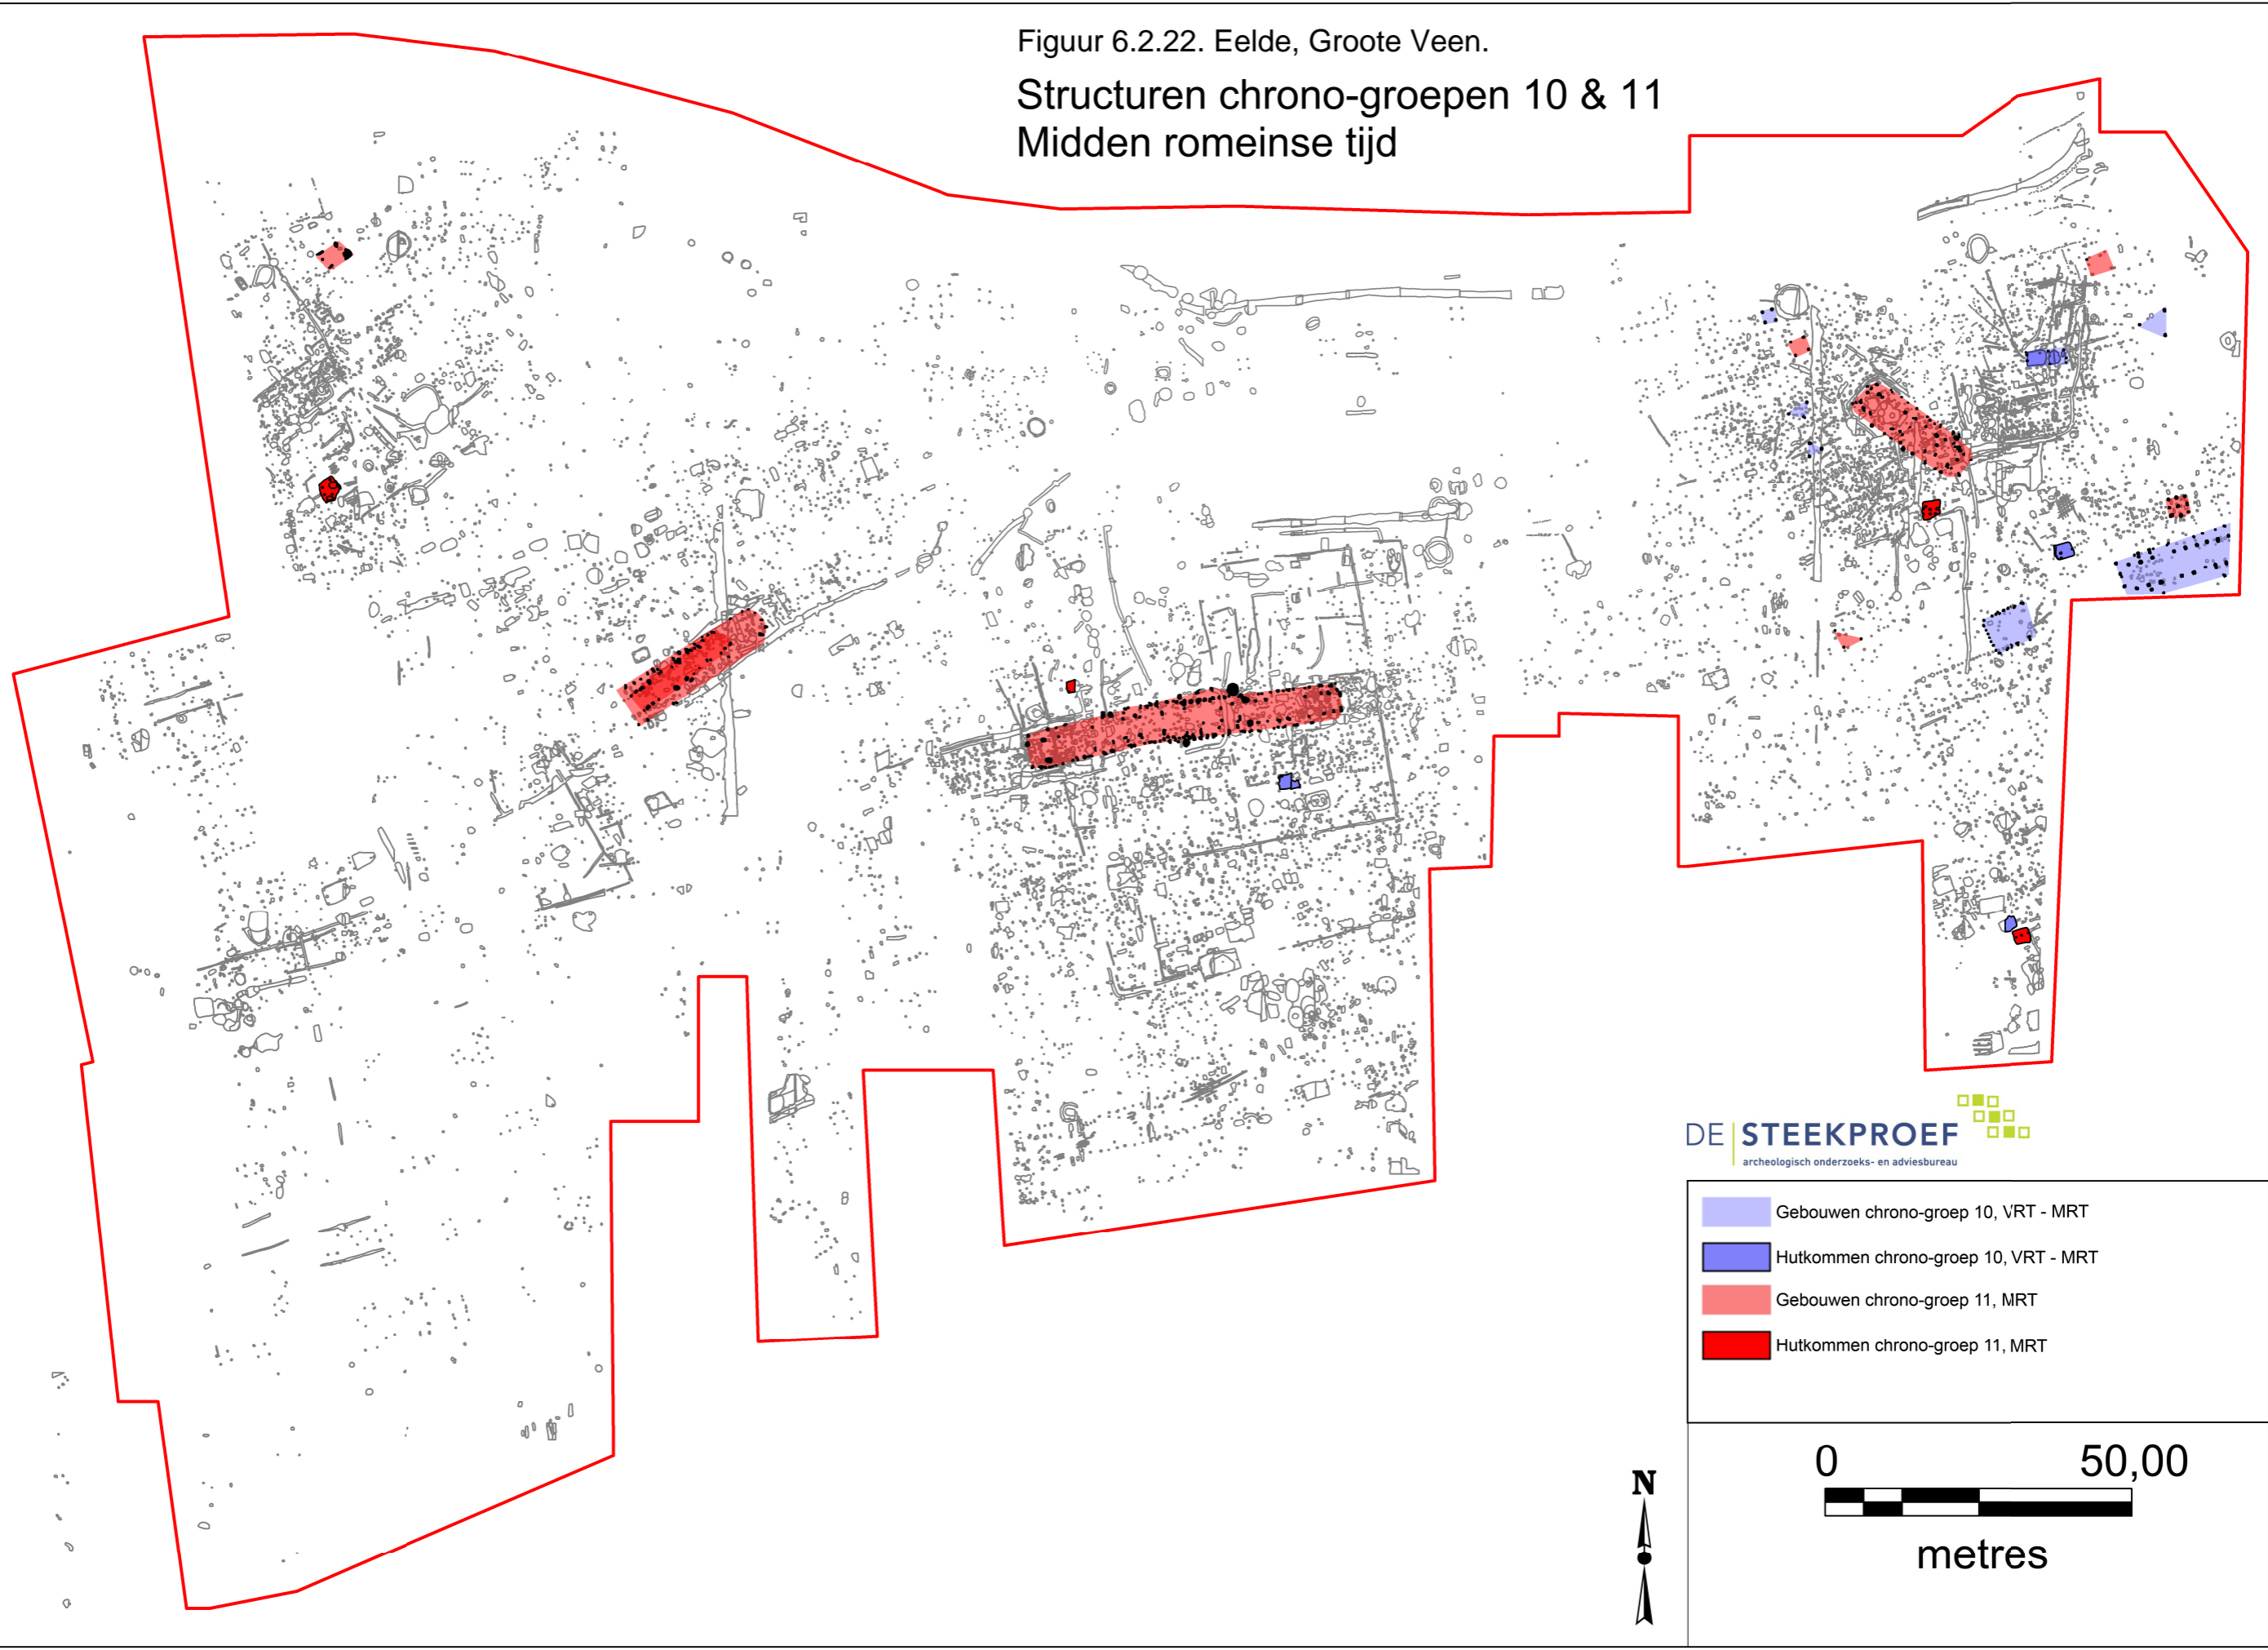 Figuur 6.2.22. Eelde, Groote Veen.
Structuren chrono-groepen 10 & 11
Midden romeinse tijd
DE STEEKPROEF
archeologisch onderzoeks- en adviesbureau
Gebouwen chrono-groep 10, VRT - MRT
Hutkommen chrono-groep 10, VRT - MRT
Gebouwen chrono-groep 11, MRT
Hutkommen chrono-groep 11, MRT
0 50,00
metres
N